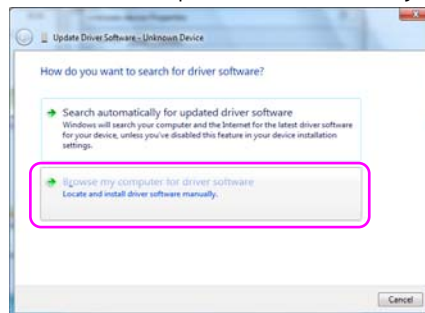 Update Driver Software - Unknown Device
How do you want to search for driver software?
Search automatically for updated driver software
Windows will search your computer and the Internet for the latest driver software
for your device, unless you've disabled this feature in your device installation
settings.
Browse my computer for driver software
Locate and install driver software manually.
Cancel